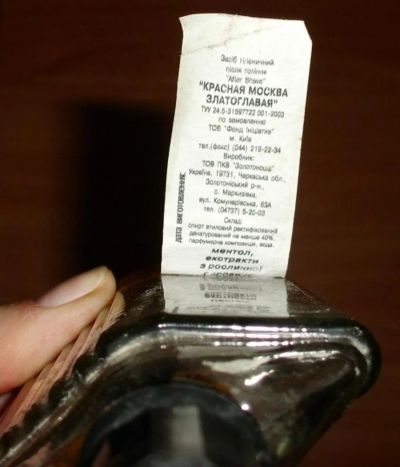 Засіб гігієнічний
після гоління
"After Shave"
"КРАСНАЯ МОСКВА
ЗЛАТОГЛАВАЯ"
ТУУ 24.5-31597722 001-2003
по замовленню
ТОВ "Фонд Ініціатив"
м. Київ
тел.(факс) (044) 219-22-34
Виробник:
ТОВ ПКВ "Золотоноша"
Україна, 19731, Черкаська обл.,
Золотоніський р-н.,
с. Маркизівка,
вул. Комунарівська, 63А
тел. (04737) 5-20-03
Склад:
спирт етиловий ректифікований
денатурований не менше 40%,
парфумерна композиція, вода.
ментол,
екстракти
з рослинної
дата виготовлення: